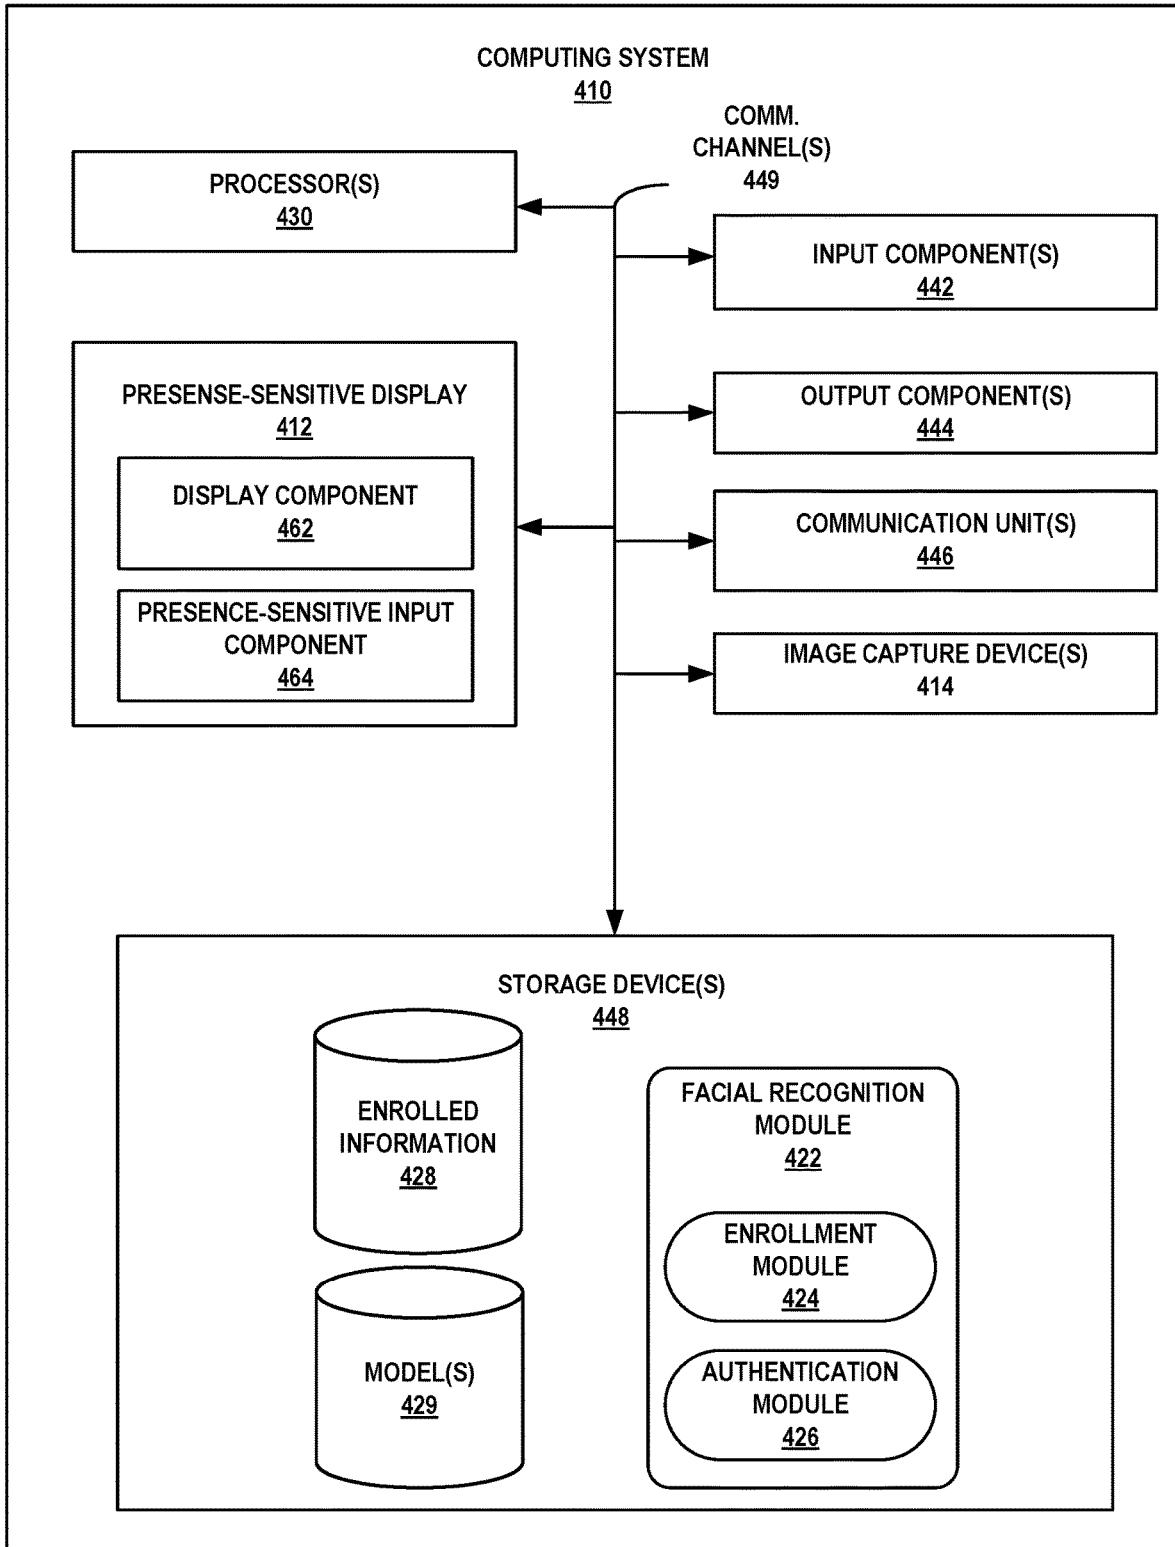 COMPUTING SYSTEM
410
COMM.
CHANNEL(S)
449
PROCESSOR(S)
430
INPUT COMPONENT(S)
442
PRESENSE-SENSITIVE DISPLAY
412
DISPLAY COMPONENT
462
PRESENCE-SENSITIVE INPUT
COMPONENT
464
OUTPUT COMPONENT(S)
444
COMMUNICATION UNIT(S)
446
IMAGE CAPTURE DEVICE(S)
414
STORAGE DEVICE(S)
448
ENROLLED
INFORMATION
428
MODEL(S)
429
FACIAL RECOGNITION
MODULE
422
ENROLLMENT
MODULE
424
AUTHENTICATION
MODULE
426